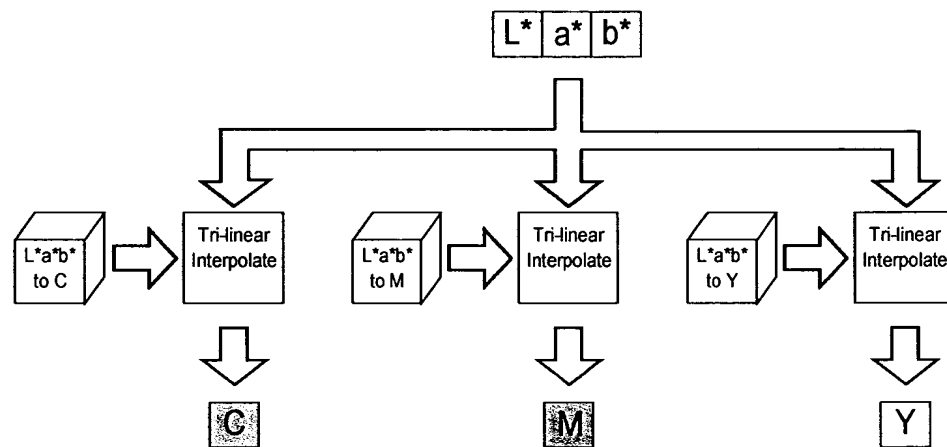 L* a* b*
L*a*b*
to C
Tri-linear
Interpolate
L*a*b*
to M
Tri-linear
Interpolate
L*a*b*
to Y
Tri-linear
Interpolate
C
M
Y